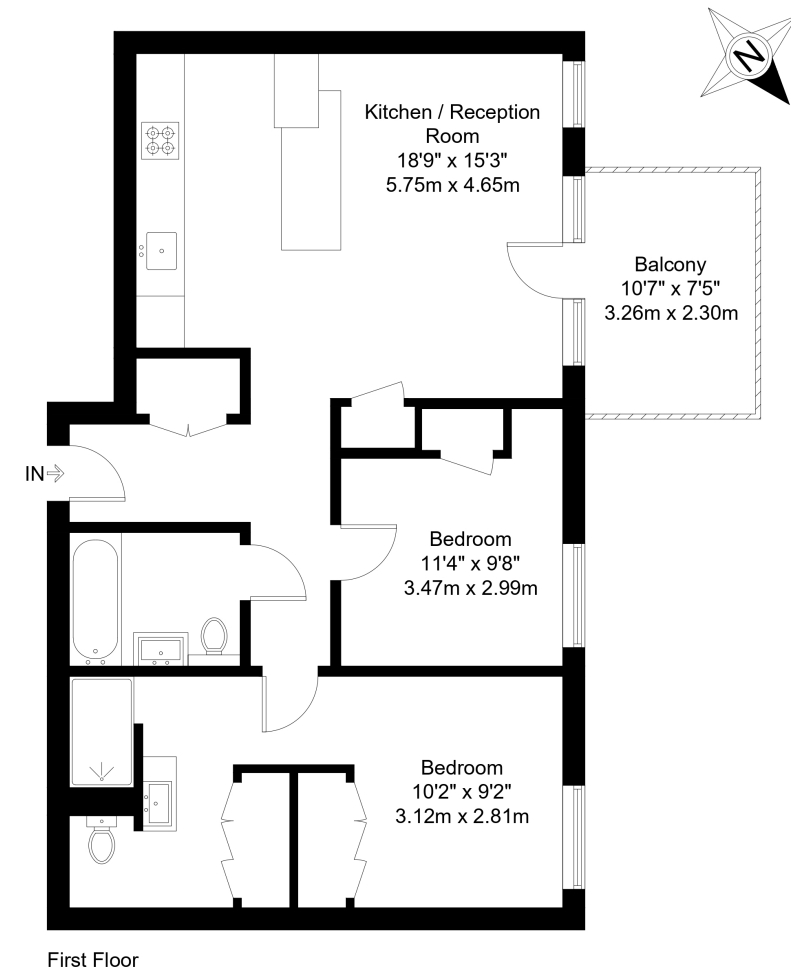 N
Kitchen / Reception
Room
18'9" x 15'3"
5.75m x 4.65m
Balcony
10'7" x 7'5"
3.26m x 2.30m
IN
Bedroom
11'4" x 9'8"
3.47m x 2.99m
Bedroom
10'2" x 9'2"
3.12m x 2.81m
First Floor